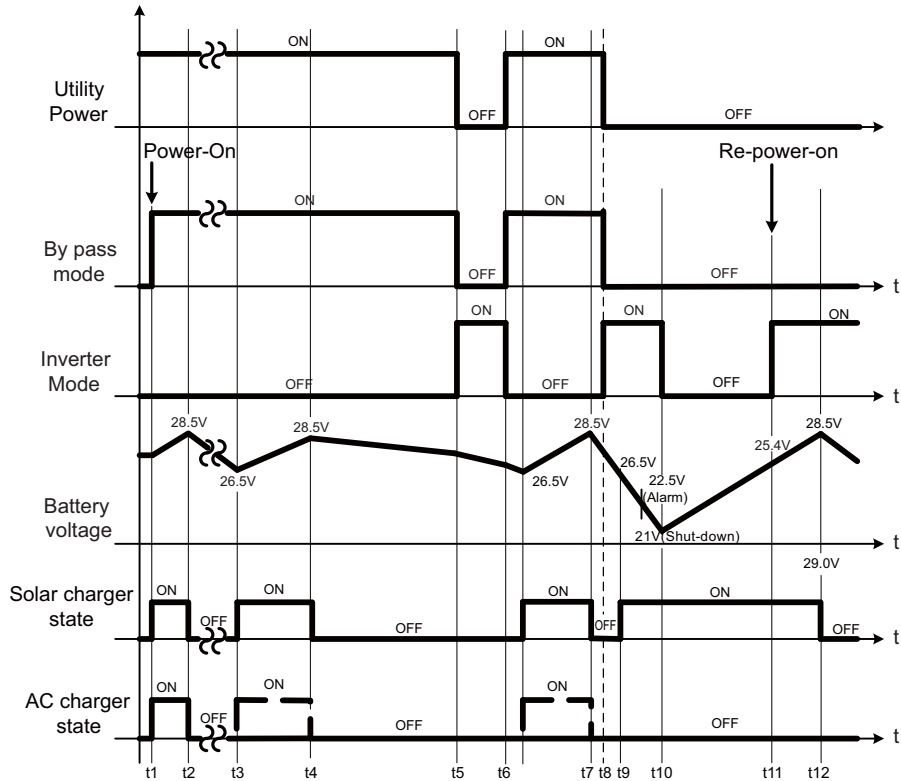 ON
ON
Utility
Power
OFF
OFF
t
Power-On
Re-power-on
ON
ON
By pass
mode
OFF
OFF
t
ON
ON
ON
Inverter
Mode
OFF
OFF
OFF
t
28.5V
28.5V
28.5V
28.5V
26.5V
25.4V
26.5V
26.5V
22.5V
(Alarm)
Battery
voltage
21V(Shut-down)
t
29.0V
Solar charger
state
ON
ON
ON
ON
OFF
OFF
OFF
OFF
t
AC charger
state
ON
ON
ON
OFF
OFF
OFF
t
t1
t2
t3
t4
t5
t6
t7
t8
t9
t10
t11
t12